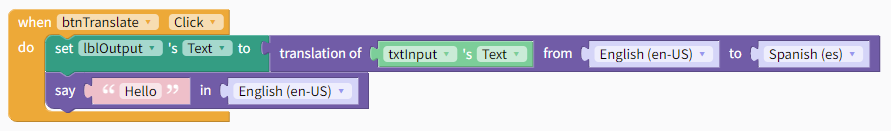 when btnTranslate Click
do set lblOutput 's Text to translation of txtInput 's Text from English (en-US) to Spanish (es)
say “ Hello ” in English (en-US)